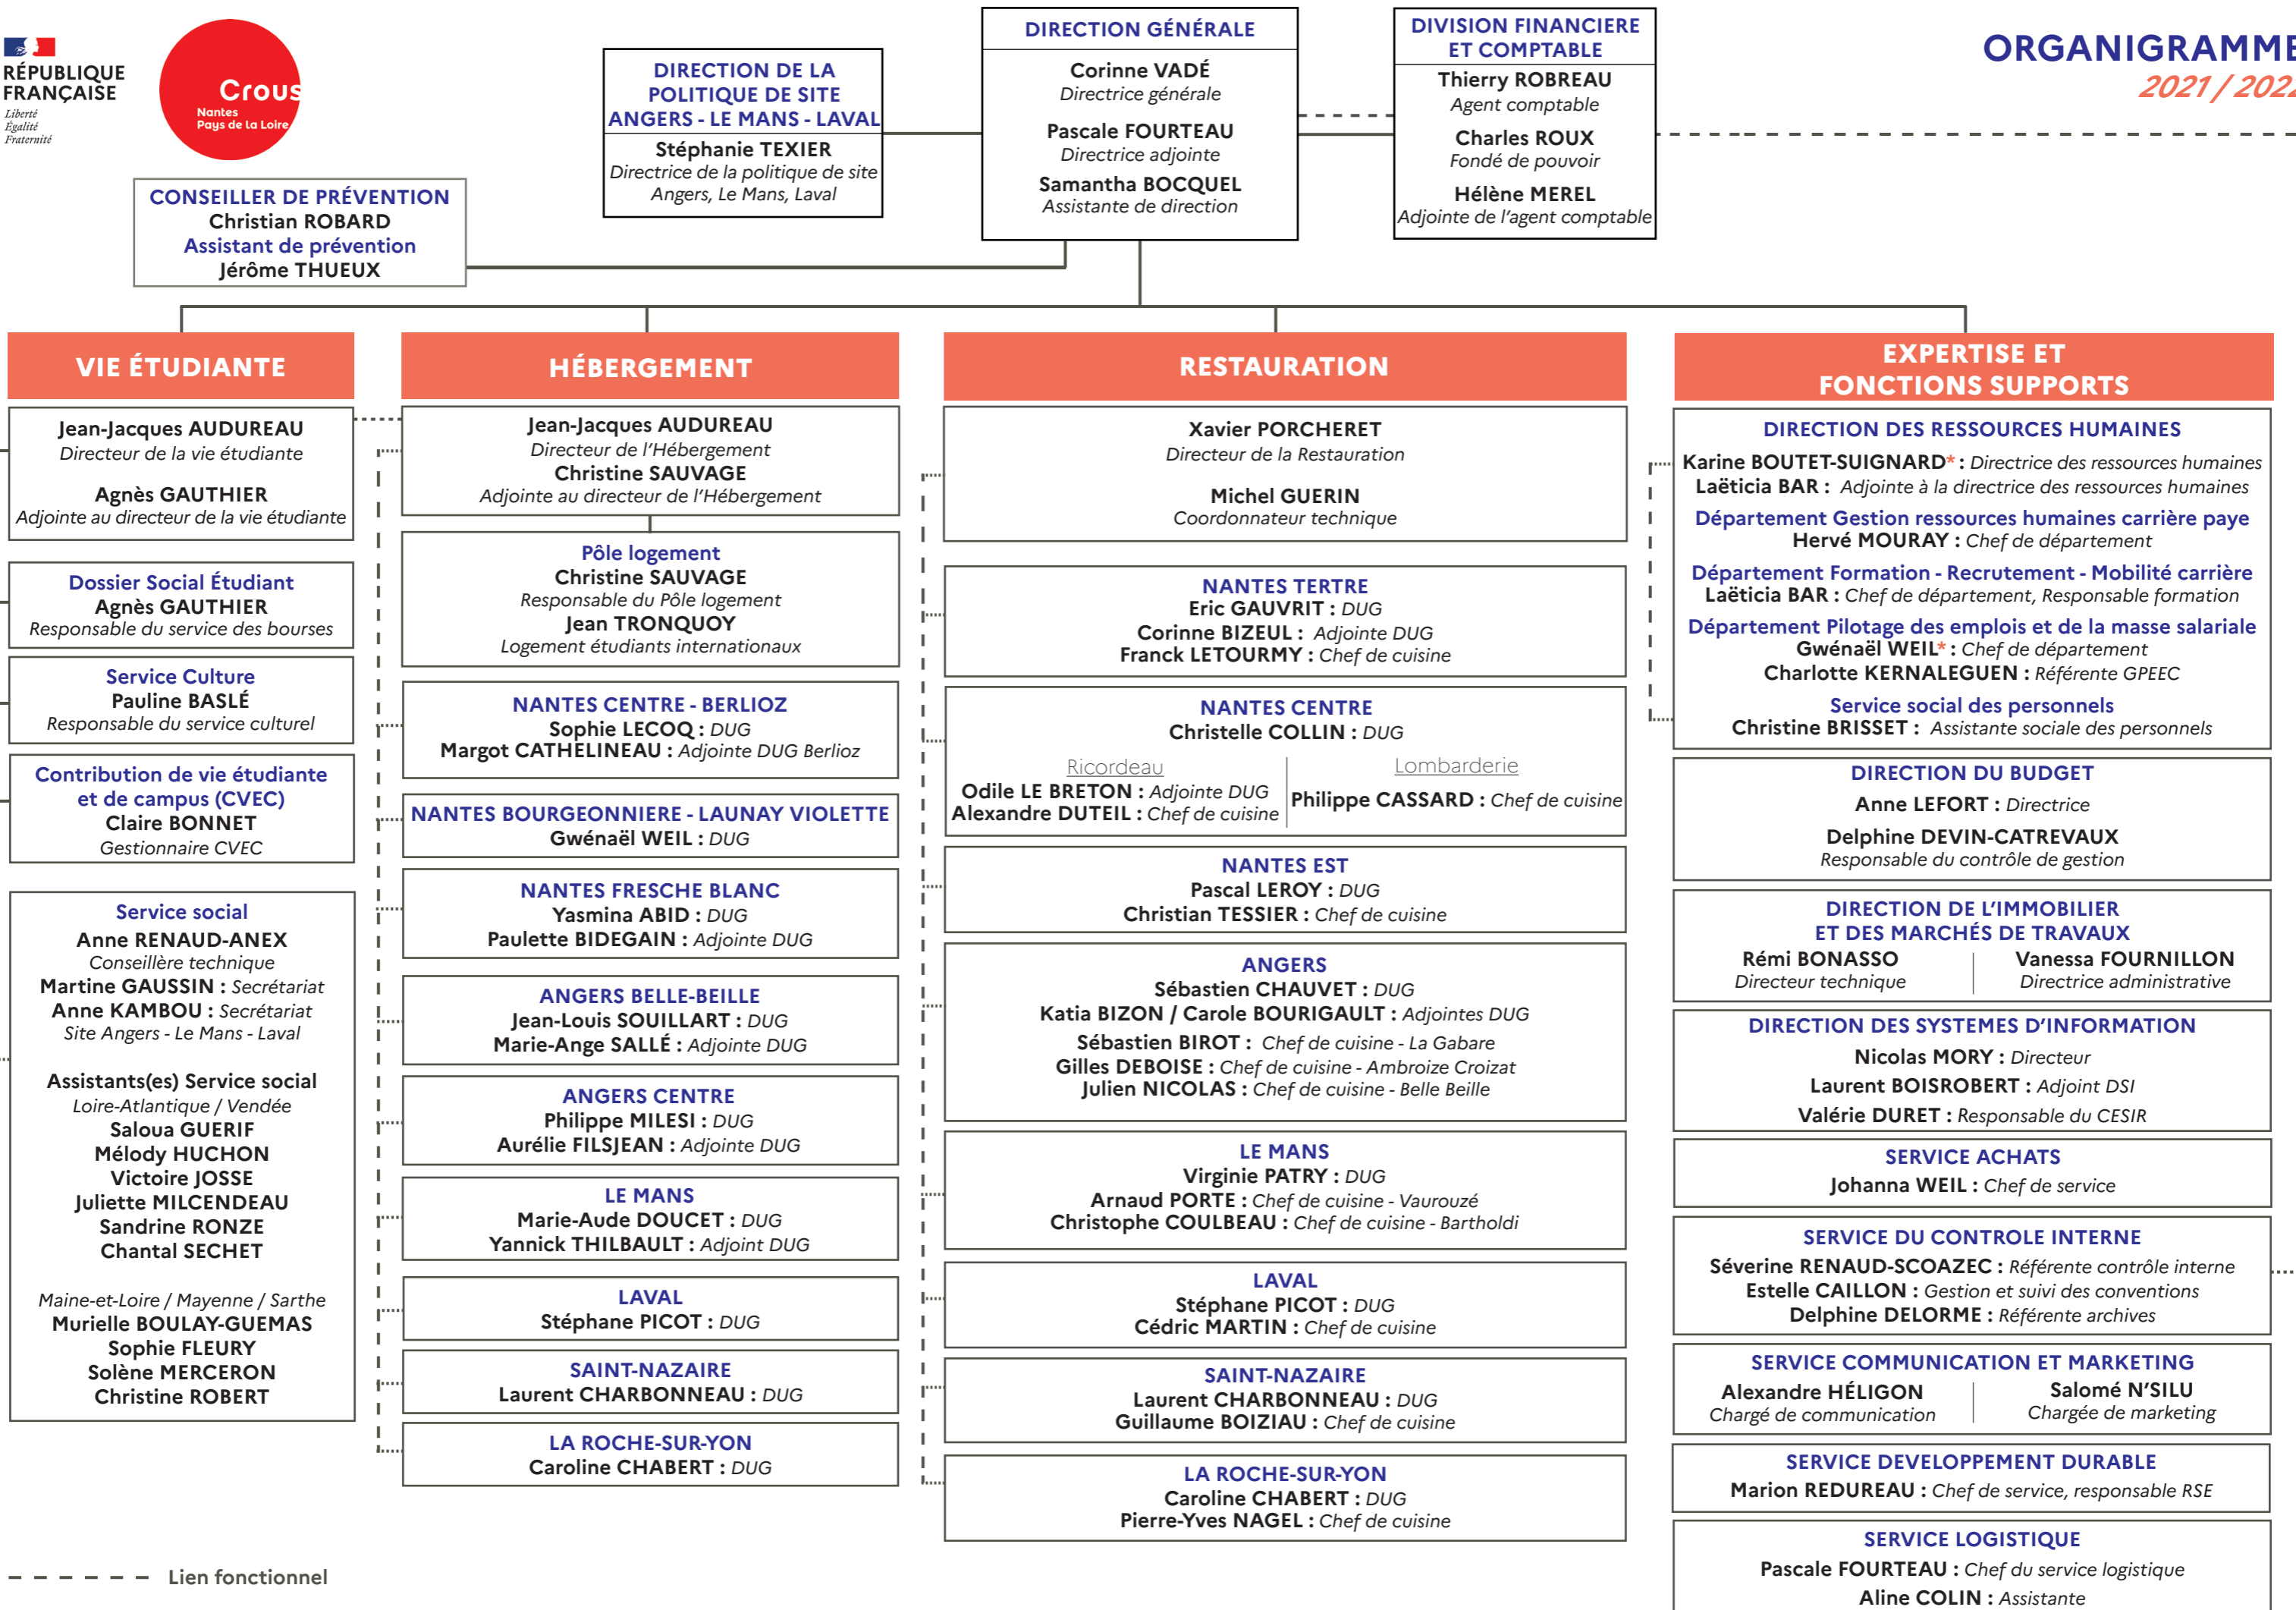 RÉPUBLIQUE
FRANÇAISE
Liberté
Égalité
Fraternité
Crous
Nantes
Pays de la Loire
ORGANIGRAMME
2021 / 2022
DIRECTION DE LA
POLITIQUE DE SITE
ANGERS - LE MANS - LAVAL
Stéphanie TEXIER
Directrice de la politique de site
Angers, Le Mans, Laval
DIRECTION GÉNÉRALE
Corinne VADÉ
Directrice générale
Pascale FOURTEAU
Directrice adjointe
Samantha BOCQUEL
Assistante de direction
DIVISION FINANCIERE
ET COMPTABLE
Thierry ROBREAU
Agent comptable
Charles ROUX
Fondé de pouvoir
Hélène MEREL
Adjointe de l'agent comptable
CONSEILLER DE PRÉVENTION
Christian ROBARD
Assistant de prévention
Jérôme THUEUX
VIE ÉTUDIANTE
Jean-Jacques AUDUREAU
Directeur de la vie étudiante
Agnès GAUTHIER
Adjointe au directeur de la vie étudiante
Dossier Social Étudiant
Agnès GAUTHIER
Responsable du service des bourses
Service Culture
Pauline BASLÉ
Responsable du service culturel
Contribution de vie étudiante
et de campus (CVEC)
Claire BONNET
Gestionnaire CVEC
Service social
Anne RENAUD-ANEX
Conseillère technique
Martine GAUSSIN : Secrétariat
Anne KAMBOU : Secrétariat
Site Angers - Le Mans - Laval
Assistants(es) Service social
Loire-Atlantique / Vendée
Saloua GUERIF
Mélody HUCHON
Victoire JOSSE
Juliette MILCENDEAU
Sandrine RONZE
Chantal SECHET
Maine-et-Loire / Mayenne / Sarthe
Murielle BOULAY-GUEMAS
Sophie FLEURY
Solène MERCERON
Christine ROBERT
HÉBERGEMENT
Jean-Jacques AUDUREAU
Directeur de l'Hébergement
Christine SAUVAGE
Adjointe au directeur de l'Hébergement
Pôle logement
Christine SAUVAGE
Responsable du Pôle logement
Jean TRONQUOY
Logement étudiants internationaux
NANTES CENTRE - BERLIOZ
Sophie LECOQ : DUG
Margot CATHELINEAU : Adjointe DUG Berlioz
NANTES BOURGEONNIERE - LAUNAY VIOLETTE
Gwénaël WEIL : DUG
NANTES FRESCHE BLANC
Yasmina ABID : DUG
Paulette BIDEGAIN : Adjointe DUG
ANGERS BELLE-BEILLE
Jean-Louis SOUILLART : DUG
Marie-Ange SALLÉ : Adjointe DUG
ANGERS CENTRE
Philippe MILESI : DUG
Aurélie FILSJEAN : Adjointe DUG
LE MANS
Marie-Aude DOUCET : DUG
Yannick THILBAULT : Adjoint DUG
LAVAL
Stéphane PICOT : DUG
SAINT-NAZAIRE
Laurent CHARBONNEAU : DUG
LA ROCHE-SUR-YON
Caroline CHABERT : DUG
RESTAURATION
Xavier PORCHERET
Directeur de la Restauration
Michel GUERIN
Coordonnateur technique
NANTES TERTRE
Eric GAUVRIT : DUG
Corinne BIZEUL : Adjointe DUG
Franck LETOURMY : Chef de cuisine
NANTES CENTRE
Christelle COLLIN : DUG
Ricordeau
Odile LE BRETON : Adjointe DUG
Alexandre DUTEIL : Chef de cuisine
Lombarderie
Philippe CASSARD : Chef de cuisine
NANTES EST
Pascal LEROY : DUG
Christian TESSIER : Chef de cuisine
ANGERS
Sébastien CHAUVET : DUG
Katia BIZON / Carole BOURIGAULT : Adjointes DUG
Sébastien BIROT : Chef de cuisine - La Gabare
Gilles DEBOISE : Chef de cuisine - Ambroize Croizat
Julien NICOLAS : Chef de cuisine - Belle Beille
LE MANS
Virginie PATRY : DUG
Arnaud PORTE : Chef de cuisine - Vaurouzé
Christophe COULBEAU : Chef de cuisine - Bartholdi
LAVAL
Stéphane PICOT : DUG
Cédric MARTIN : Chef de cuisine
SAINT-NAZAIRE
Laurent CHARBONNEAU : DUG
Guillaume BOIZIAU : Chef de cuisine
LA ROCHE-SUR-YON
Caroline CHABERT : DUG
Pierre-Yves NAGEL : Chef de cuisine
EXPERTISE ET
FONCTIONS SUPPORTS
DIRECTION DES RESSOURCES HUMAINES
Karine BOUTET-SUIGNARD* : Directrice des ressources humaines
Laëticia BAR : Adjointe à la directrice des ressources humaines
Département Gestion ressources humaines carrière paye
Hervé MOURAY : Chef de département
Département Formation - Recrutement - Mobilité carrière
Laëticia BAR : Chef de département, Responsable formation
Département Pilotage des emplois et de la masse salariale
Gwénaël WEIL* : Chef de département
Charlotte KERNALEGUEN : Référente GPEEC
Service social des personnels
Christine BRISSET : Assistante sociale des personnels
DIRECTION DU BUDGET
Anne LEFORT : Directrice
Delphine DEVIN-CATREVAUX
Responsable du contrôle de gestion
DIRECTION DE L'IMMOBILIER
ET DES MARCHÉS DE TRAVAUX
Rémi BONASSO
Directeur technique
Vanessa FOURNILLON
Directrice administrative
DIRECTION DES SYSTEMES D'INFORMATION
Nicolas MORY : Directeur
Laurent BOISROBERT : Adjoint DSI
Valérie DURET : Responsable du CESIR
SERVICE ACHATS
Johanna WEIL : Chef de service
SERVICE DU CONTROLE INTERNE
Séverine RENAUD-SCOAZEC : Référente contrôle interne
Estelle CAILLON : Gestion et suivi des conventions
Delphine DELORME : Référente archives
SERVICE COMMUNICATION ET MARKETING
Alexandre HÉLIGON
Chargé de communication
Salomé N'SILU
Chargée de marketing
SERVICE DEVELOPPEMENT DURABLE
Marion REDUREAU : Chef de service, responsable RSE
SERVICE LOGISTIQUE
Pascale FOURTEAU : Chef du service logistique
Aline COLIN : Assistante
Lien fonctionnel